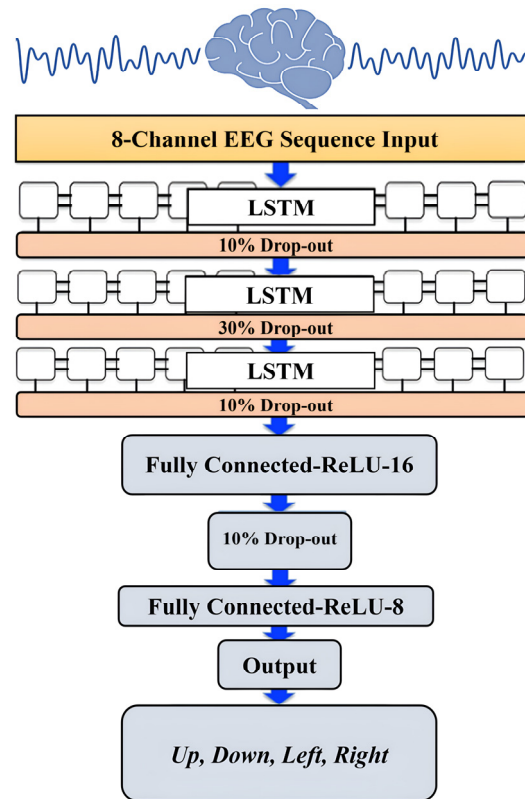 8-Channel EEG Sequence Input
LSTM
10% Drop-out
LSTM
30% Drop-out
LSTM
10% Drop-out
Fully Connected-ReLU-16
10% Drop-out
Fully Connected-ReLU-8
Output
Up, Down, Left, Right